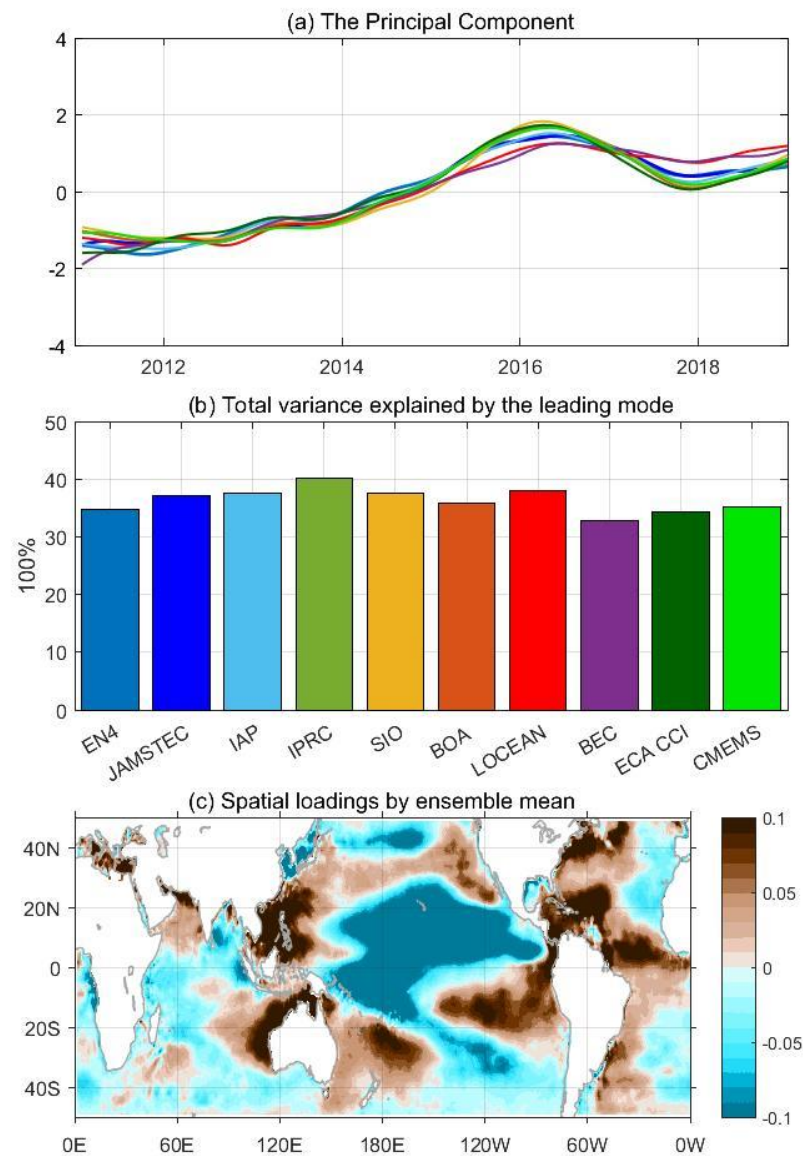 (a) The Principal Component
4
2
0
-2
-4
2012 2014 2016 2018
(b) Total variance explained by the leading mode
50
40
30
20
10
0
100%
EN4 JAMSTEC IAP IPRC SIO BOA LOCEAN BEC ECA CCI CMEMS
(c) Spatial loadings by ensemble mean
40N
20N
0
20S
40S
0E 60E 120E 180E 120W 60W 0W
0.1
0.05
0
-0.05
-0.1